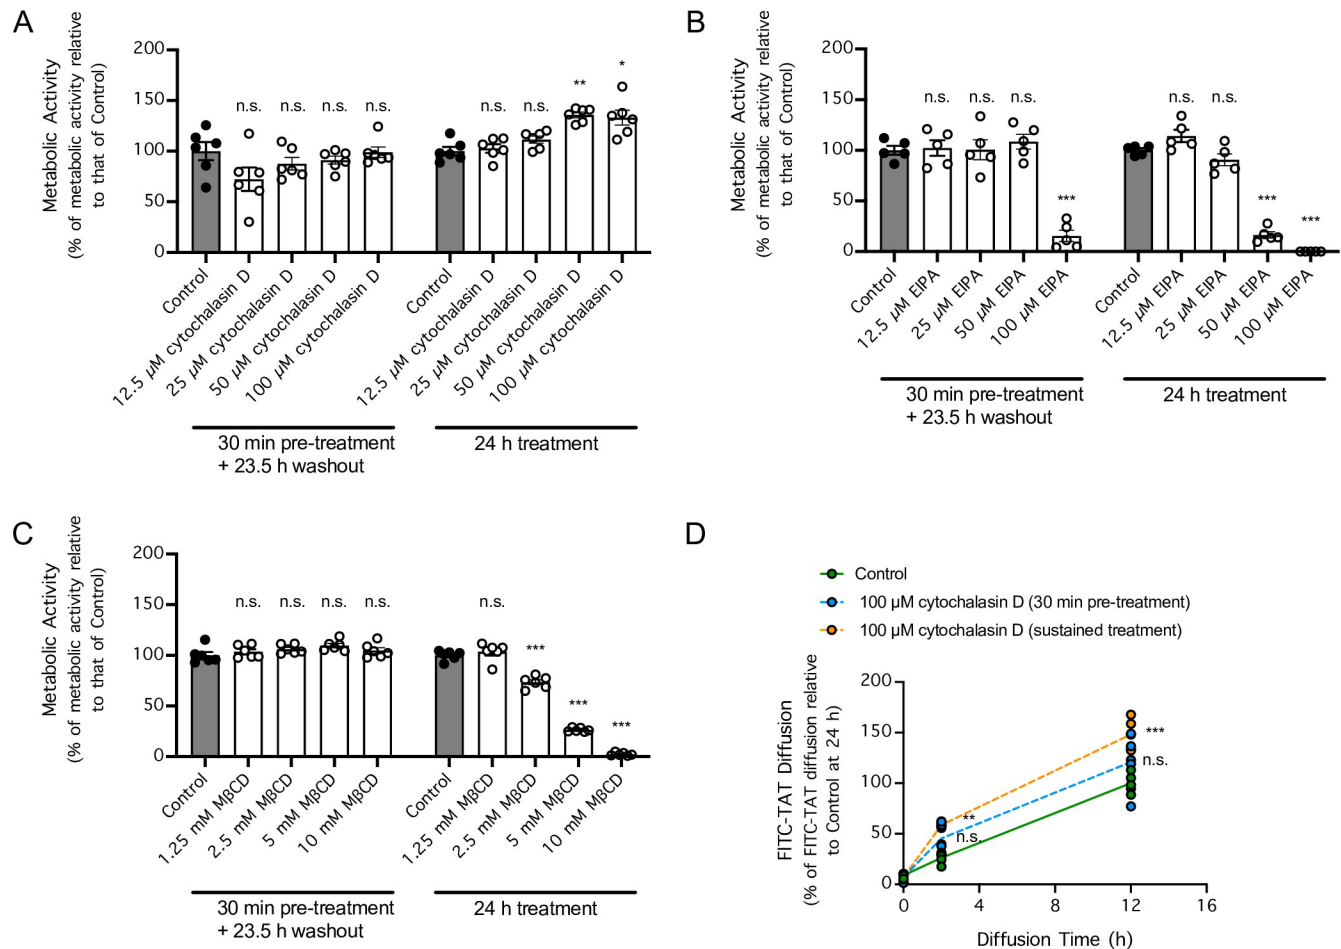 A
Metabolic Activity
(% of metabolic activity relative
to that of Control)
200
150
100
50
0
n.s.
n.s.
n.s.
n.s.
n.s.
n.s.
**
*
Control
12.5 µM cytochalasin D
25 µM cytochalasin D
50 µM cytochalasin D
100 µM cytochalasin D
Control
12.5 µM cytochalasin D
25 µM cytochalasin D
50 µM cytochalasin D
100 µM cytochalasin D
30 min pre-treatment
+ 23.5 h washout
24 h treatment
B
Metabolic Activity
(% of metabolic activity relative
to that of Control)
200
150
100
50
0
n.s.
n.s.
n.s.
***
n.s.
n.s.
***
***
Control
12.5 µM EIPA
25 µM EIPA
50 µM EIPA
100 µM EIPA
Control
12.5 µM EIPA
25 µM EIPA
50 µM EIPA
100 µM EIPA
30 min pre-treatment
+ 23.5 h washout
24 h treatment
C
Metabolic Activity
(% of metabolic activity relative
to that of Control)
200
150
100
50
0
n.s.
n.s.
n.s.
n.s.
n.s.
***
***
***
Control
1.25 mM MβCD
2.5 mM MβCD
5 mM MβCD
10 mM MβCD
Control
1.25 mM MβCD
2.5 mM MβCD
5 mM MβCD
10 mM MβCD
30 min pre-treatment
+ 23.5 h washout
24 h treatment
D
Control
100 µM cytochalasin D (30 min pre-treatment)
100 µM cytochalasin D (sustained treatment)
FITC-TAT Diffusion
(% of FITC-TAT diffusion relative
to Control at 24 h)
200
150
100
50
0
**
n.s.
***
n.s.
0
4
8
12
16
Diffusion Time (h)